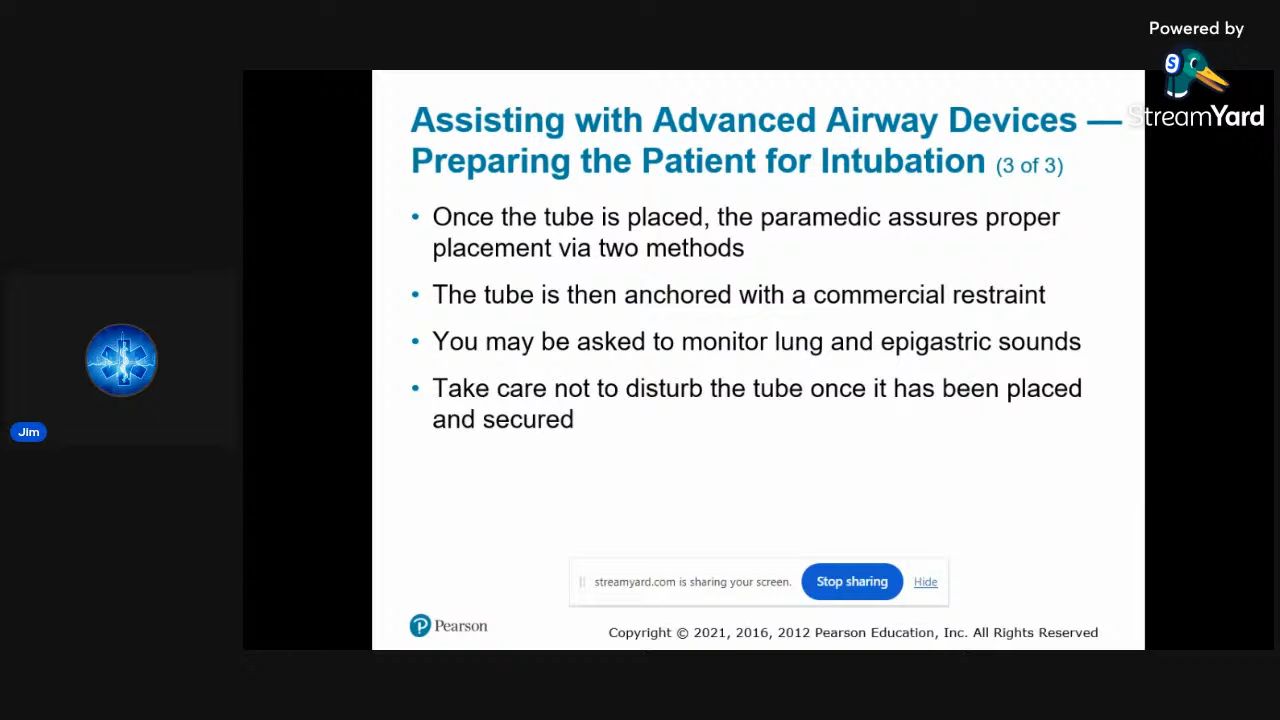 Powered by
S
StreamYard
Assisting with Advanced Airway Devices —
Preparing the Patient for Intubation (3 of 3)
• Once the tube is placed, the paramedic assures proper
placement via two methods
• The tube is then anchored with a commercial restraint
• You may be asked to monitor lung and epigastric sounds
• Take care not to disturb the tube once it has been placed
and secured
Jim
streamyard.com is sharing your screen. Stop sharing Hide
P Pearson
Copyright © 2021, 2016, 2012 Pearson Education, Inc. All Rights Reserved